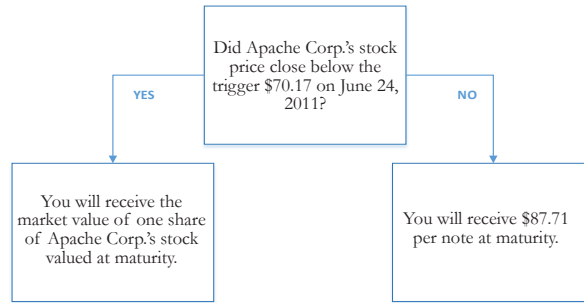 Did Apache Corp.'s stock
price close below the
trigger $70.17 on June 24,
2011?
YES
NO
You will receive the
market value of one share
of Apache Corp.'s stock
valued at maturity.
You will receive $87.71
per note at maturity.